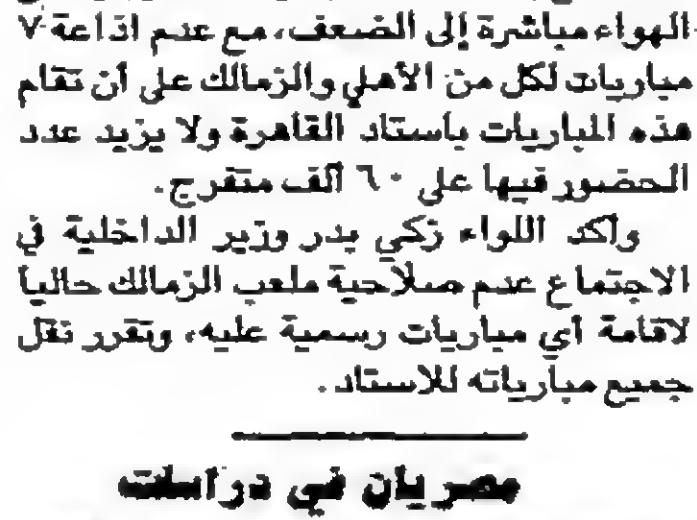 الهواء مباشرة إلى الضعف، مع عدم اذاعة ٧
مباريات لكل من الأهلي والزمالك على أن تقام
هذه المباريات باستاد القاهرة ولا يزيد عدد
الحضور فيها على ٦٠ ألف متفرج.
وأكد اللواء زكي بدر وزير الداخلية في
الاجتماع عدم صلاحية ملعب الزمالك حاليا
لاقامة أي مباريات رسمية عليه، وتقرر نقل
جميع مبارياته للاستاد.
مصريان في دراسات